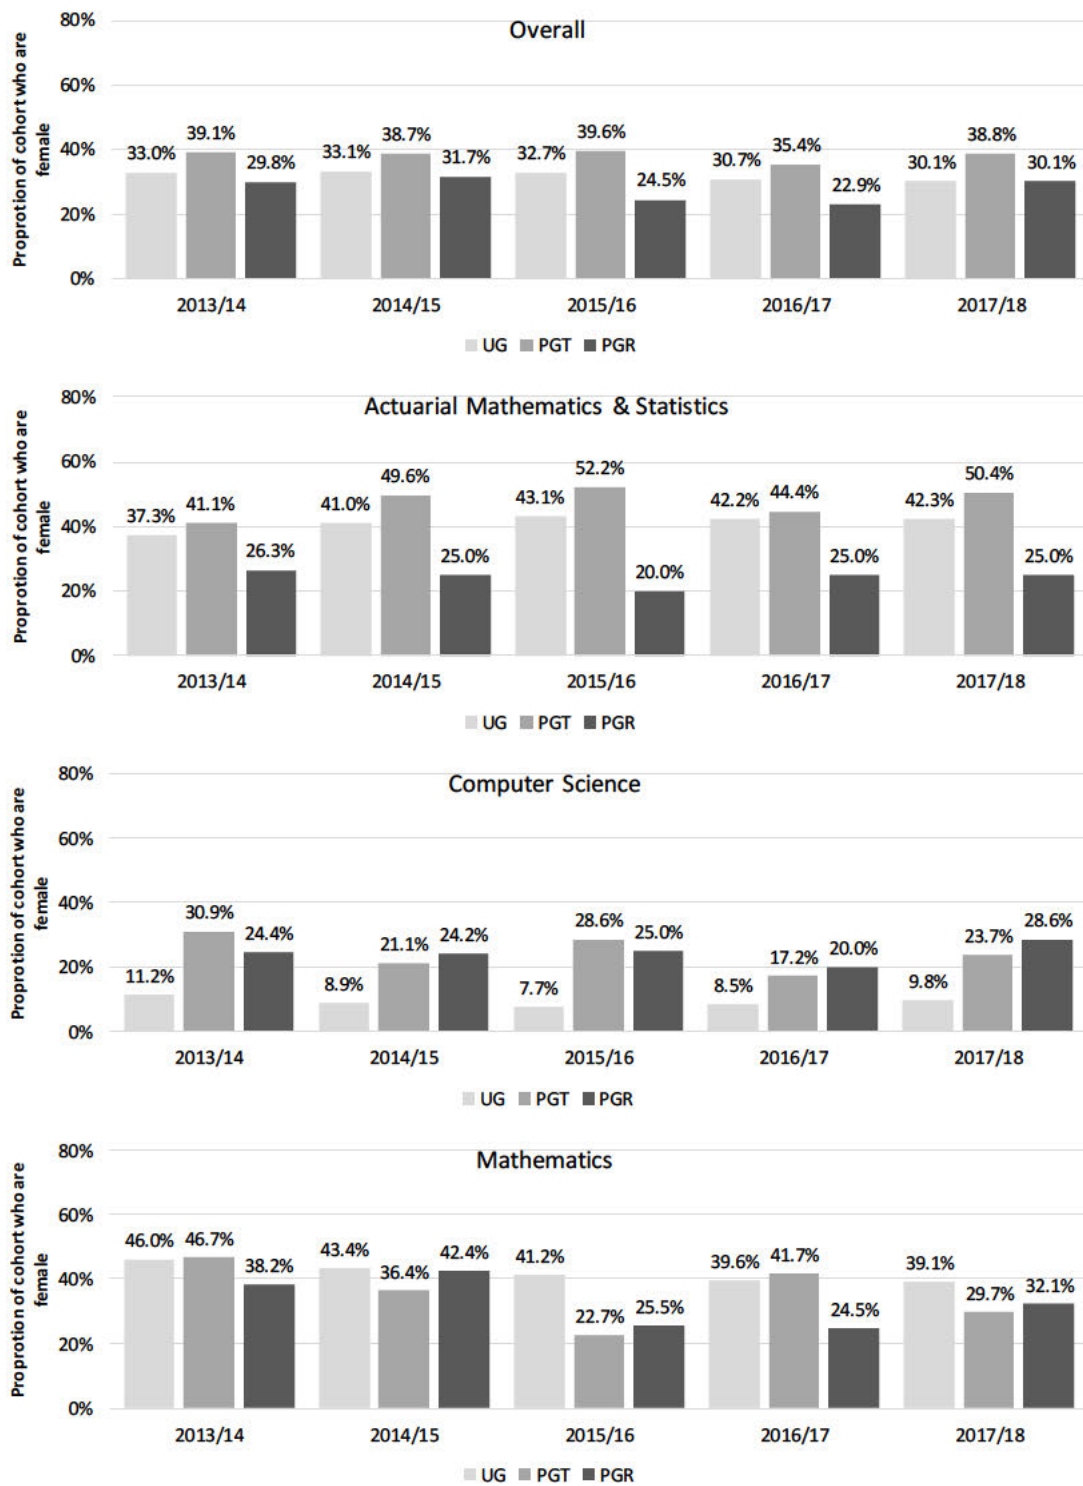 Overall
Proprotion of cohort who are
female
80%
60%
40%
20%
0%
33.0% 39.1% 29.8% 33.1% 38.7% 31.7% 32.7% 39.6% 24.5% 30.7% 35.4% 22.9% 30.1% 38.8% 30.1%
2013/14 2014/15 2015/16 2016/17 2017/18
UG PGT PGR
Actuarial Mathematics & Statistics
Proprotion of cohort who are
female
80%
60%
40%
20%
0%
37.3% 41.1% 26.3% 41.0% 49.6% 25.0% 43.1% 52.2% 20.0% 42.2% 44.4% 25.0% 42.3% 50.4% 25.0%
2013/14 2014/15 2015/16 2016/17 2017/18
UG PGT PGR
Computer Science
Proprotion of cohort who are
female
80%
60%
40%
20%
0%
11.2% 30.9% 24.4% 8.9% 21.1% 24.2% 7.7% 28.6% 25.0% 8.5% 17.2% 20.0% 9.8% 23.7% 28.6%
2013/14 2014/15 2015/16 2016/17 2017/18
UG PGT PGR
Mathematics
Proprotion of cohort who are
female
80%
60%
40%
20%
0%
46.0% 46.7% 38.2% 43.4% 36.4% 42.4% 41.2% 22.7% 25.5% 39.6% 41.7% 24.5% 39.1% 29.7% 32.1%
2013/14 2014/15 2015/16 2016/17 2017/18
UG PGT PGR